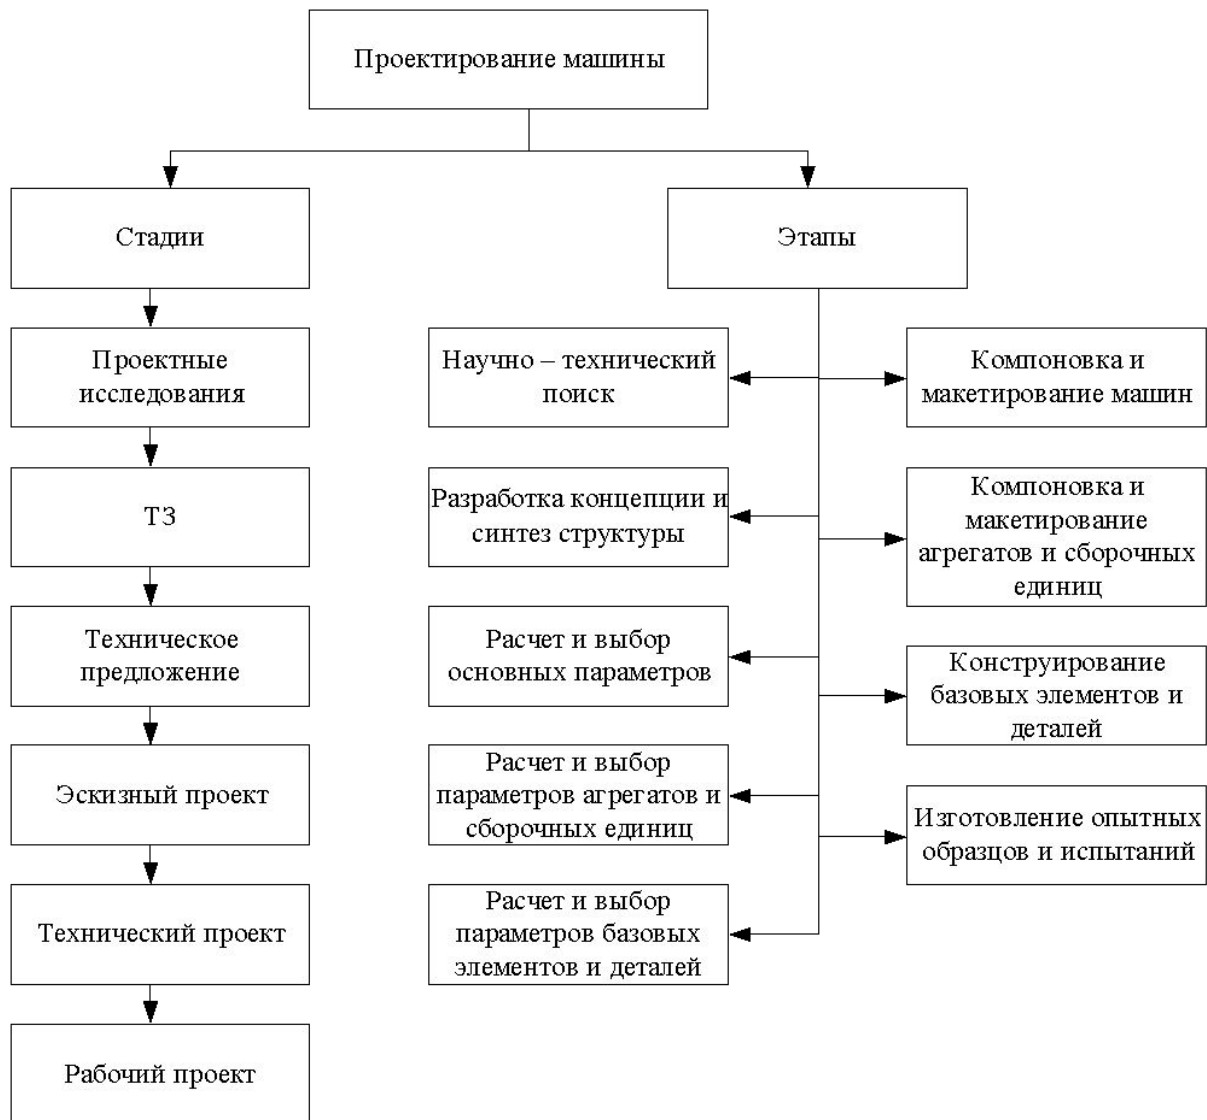 Проектирование машины
Стадии
Этапы
Проектные
исследования
ТЗ
Техническое
предложение
Эскизный проект
Технический проект
Рабочий проект
Научно – технический
поиск
Разработка концепции и
синтез структуры
Расчет и выбор
основных параметров
Расчет и выбор
параметров агрегатов и
сборочных единиц
Расчет и выбор
параметров базовых
элементов и деталей
Компоновка и
макетирование машин
Компоновка и
макетирование
агрегатов и сборочных
единиц
Конструирование
базовых элементов и
деталей
Изготовление опытных
образцов и испытаний